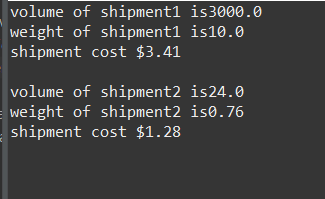 volume of shipment1 is3000.0
weight of shipment1 is10.0
shipment cost $3.41
volume of shipment2 is24.0
weight of shipment2 is0.76
shipment cost $1.28